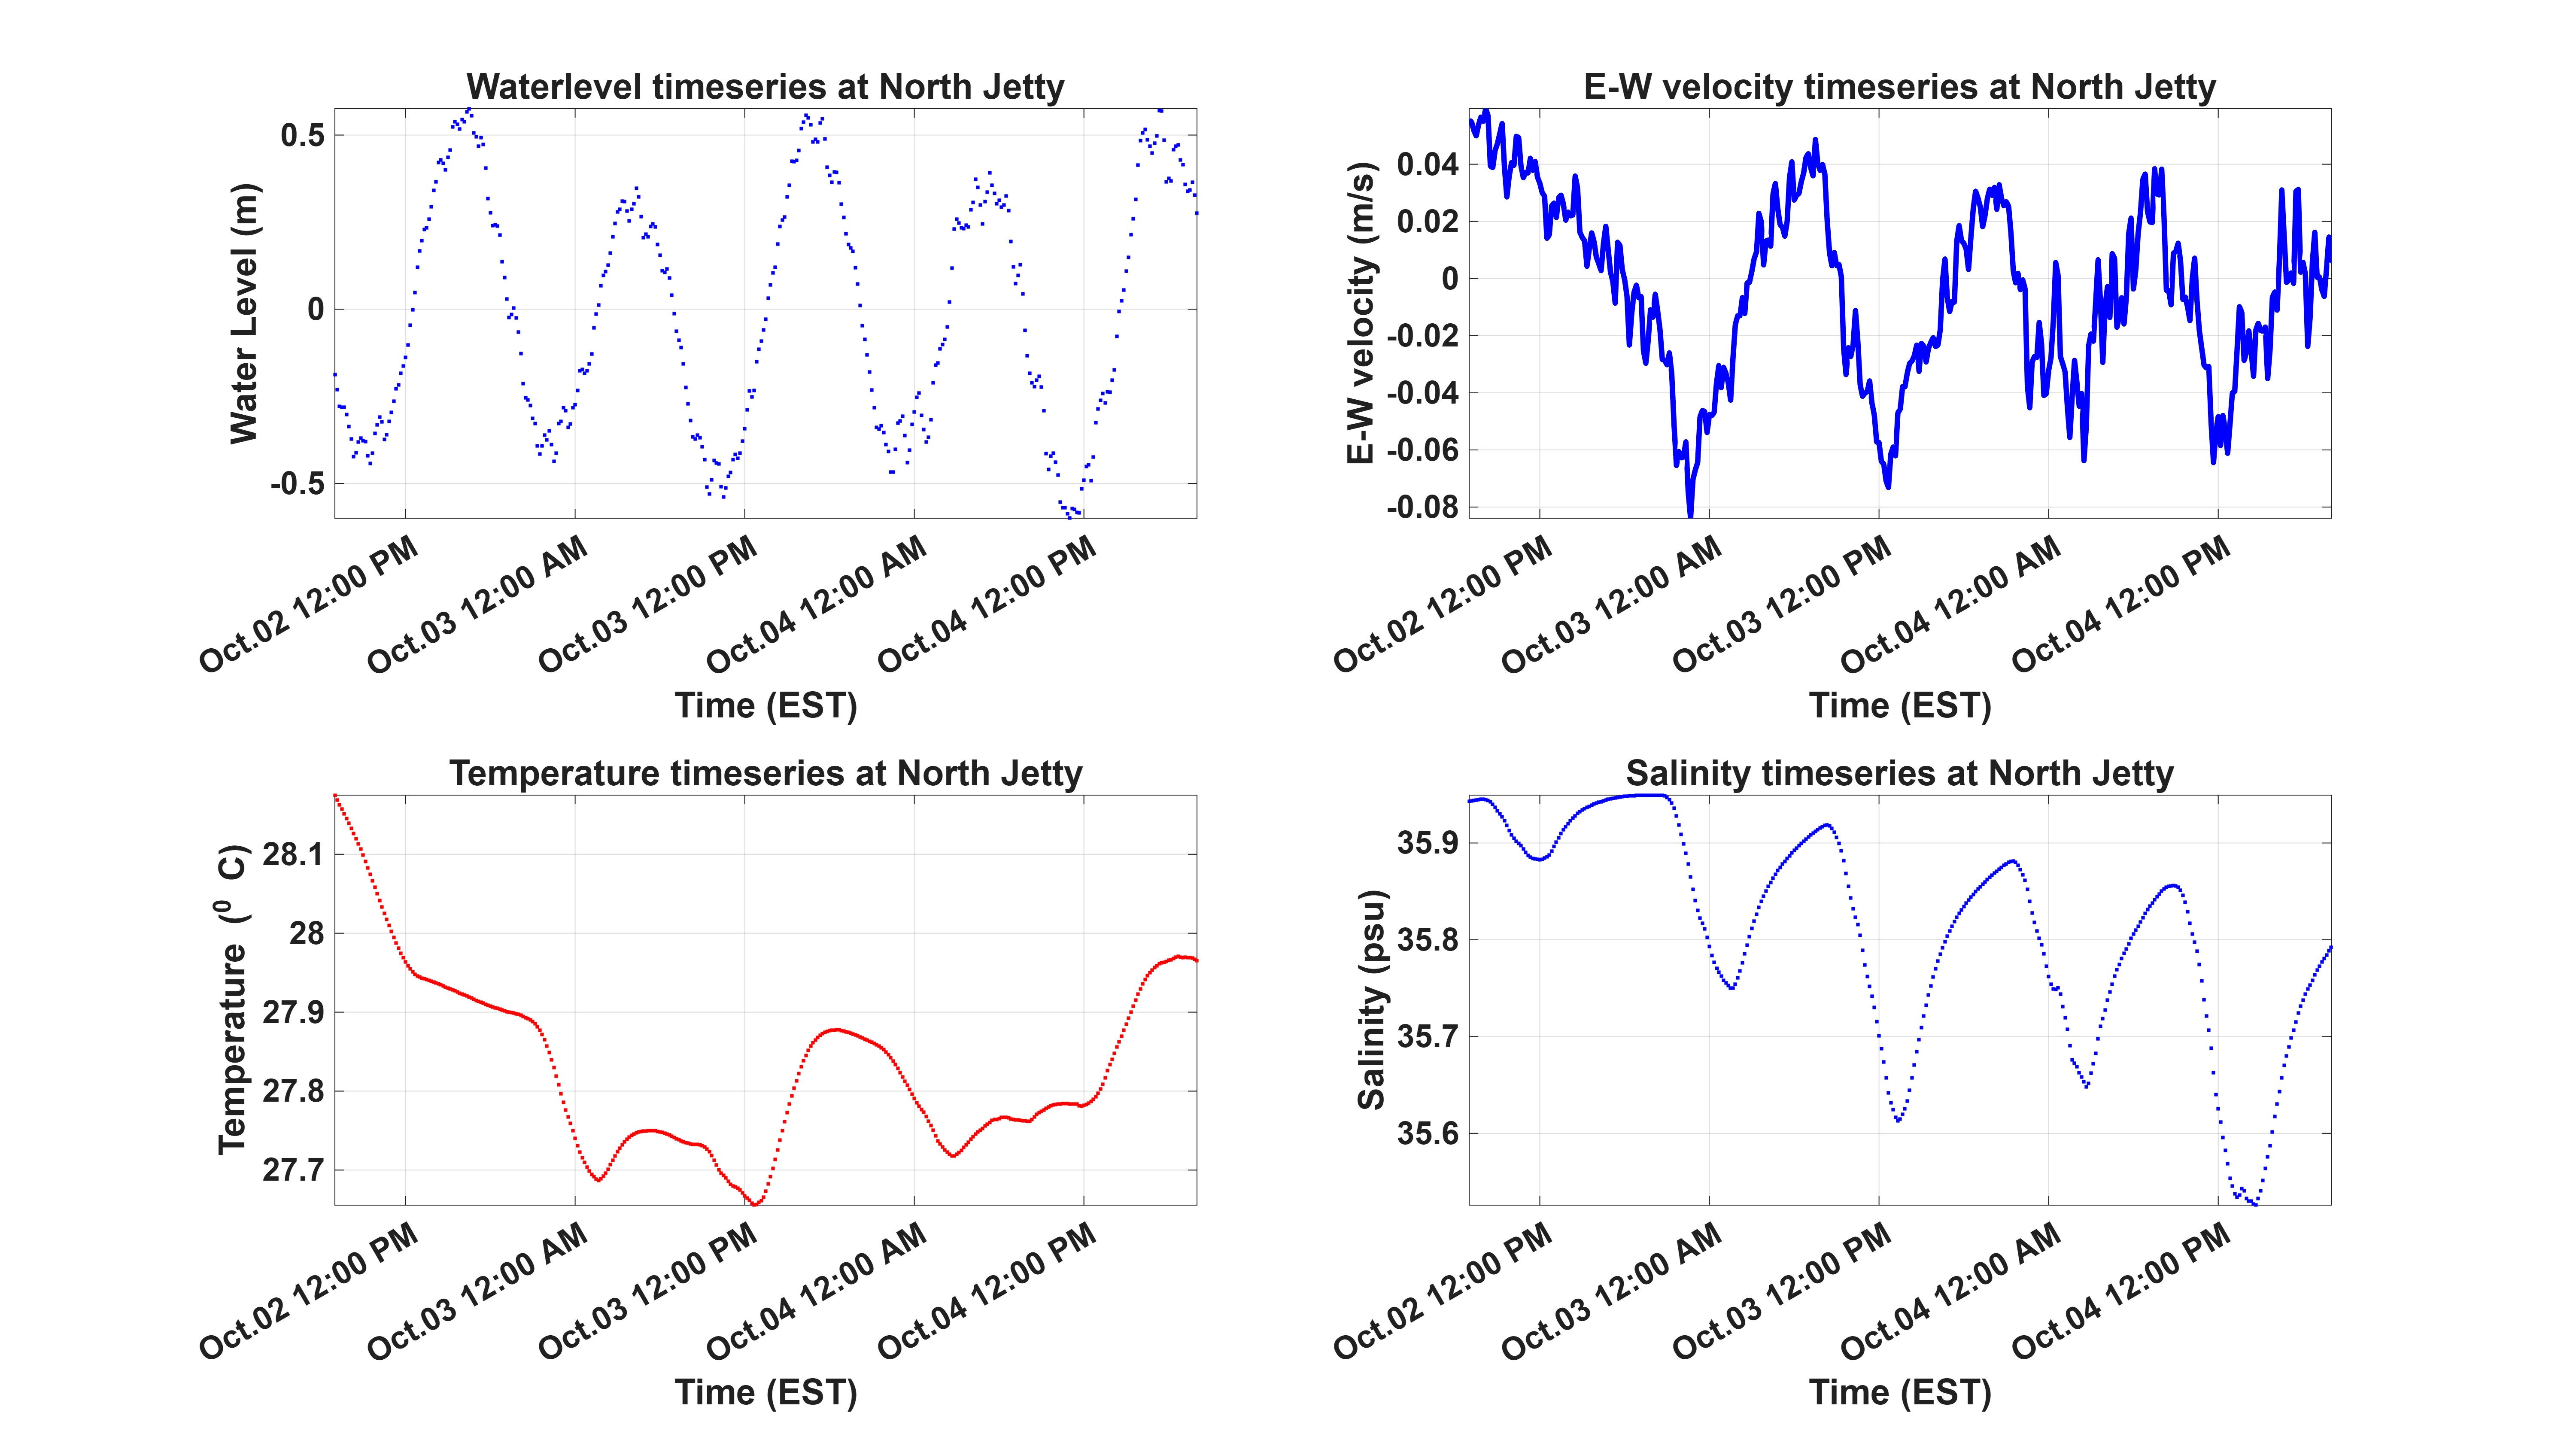 Waterlevel timeseries at North Jetty
Water Level (m)
0.5
0
-0.5
Oct.02 12:00 PM
Oct.03 12:00 AM
Oct.03 12:00 PM
Oct.04 12:00 AM
Oct.04 12:00 PM
Time (EST)
E-W velocity timeseries at North Jetty
E-W velocity (m/s)
0.04
0.02
0
-0.02
-0.04
-0.06
-0.08
Oct.02 12:00 PM
Oct.03 12:00 AM
Oct.03 12:00 PM
Oct.04 12:00 AM
Oct.04 12:00 PM
Time (EST)
Temperature timeseries at North Jetty
Temperature (⁰ C)
28.1
28
27.9
27.8
27.7
Oct.02 12:00 PM
Oct.03 12:00 AM
Oct.03 12:00 PM
Oct.04 12:00 AM
Oct.04 12:00 PM
Time (EST)
Salinity timeseries at North Jetty
Salinity (psu)
35.9
35.8
35.7
35.6
Oct.02 12:00 PM
Oct.03 12:00 AM
Oct.03 12:00 PM
Oct.04 12:00 AM
Oct.04 12:00 PM
Time (EST)